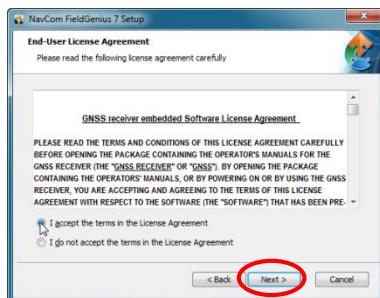 NavCom FieldGenius 7 Setup
End-User License Agreement
Please read the following license agreement carefully
GNSS receiver embedded Software License Agreement
PLEASE READ THE TERMS AND CONDITIONS OF THIS LICENSE AGREEMENT CAREFULLY
BEFORE OPENING THE PACKAGE CONTAINING THE OPERATOR'S MANUALS FOR THE
GNSS RECEIVER (THE "GNSS RECEIVER" OR "GNSS"). BY OPENING THE PACKAGE
CONTAINING THE OPERATORS' MANUALS, OR BY POWERING ON OR BY USING THE GNSS
RECEIVER, YOU ARE ACCEPTING AND AGREEING TO THE TERMS OF THIS LICENSE
AGREEMENT WITH RESPECT TO THE SOFTWARE (THE "SOFTWARE") THAT HAS BEEN PRE-
I accept the terms in the License Agreement
I do not accept the terms in the License Agreement
< Back Next > Cancel